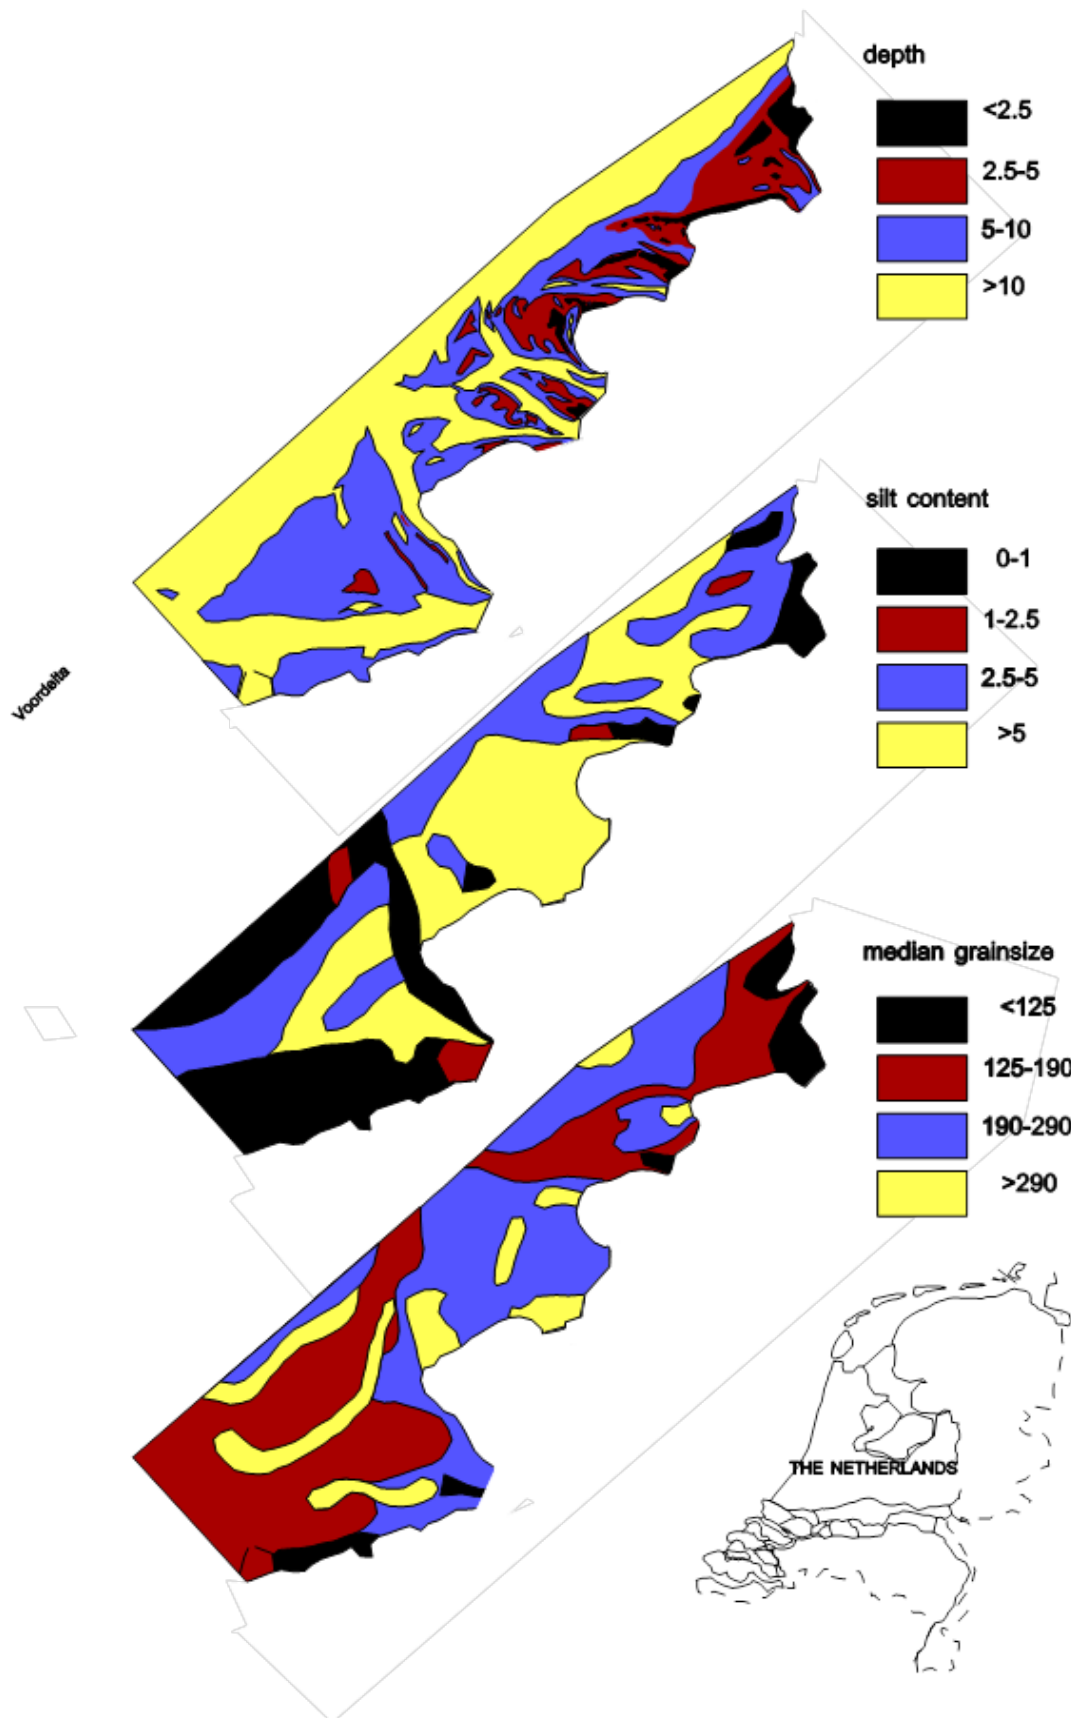 depth
<2.5
2.5-5
5-10
>10
silt content
0-1
1-2.5
2.5-5
>5
Voordelta
median grainsize
<125
125-190
190-290
>290
THE NETHERLANDS